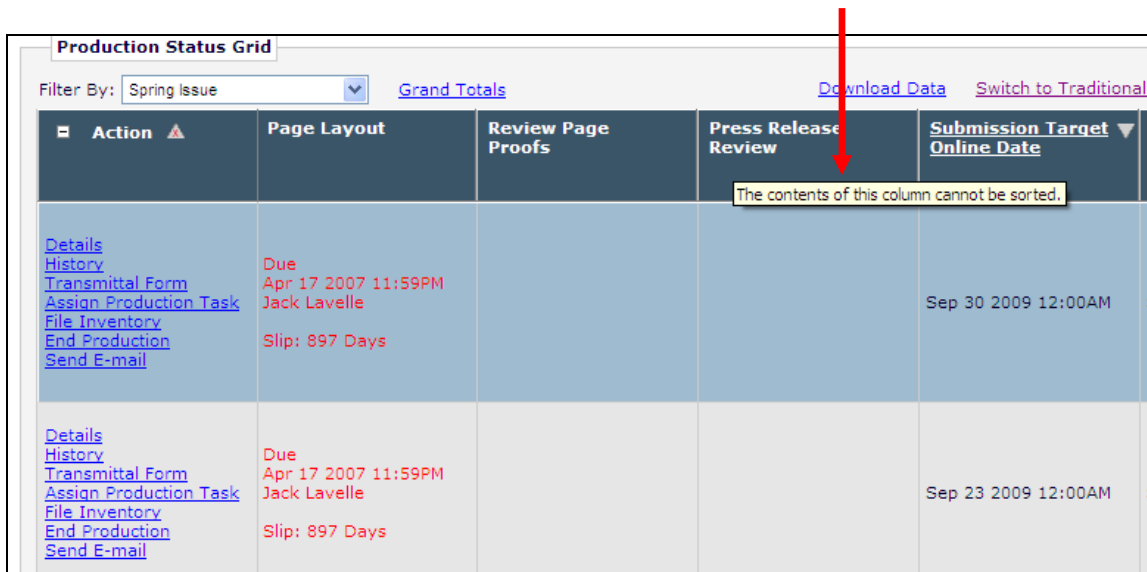 Production Status Grid
Filter By: Spring Issue Grand Totals Download Data Switch to Traditional
Action Page Layout Review Page Proofs Press Release Review Submission Target Online Date
The contents of this column cannot be sorted.
Details
History
Transmittal Form
Assign Production Task
File Inventory
End Production
Send E-mail
Due
Apr 17 2007 11:59PM
Jack Lavelle
Slip: 897 Days
Sep 30 2009 12:00AM
Details
History
Transmittal Form
Assign Production Task
File Inventory
End Production
Send E-mail
Due
Apr 17 2007 11:59PM
Jack Lavelle
Slip: 897 Days
Sep 23 2009 12:00AM